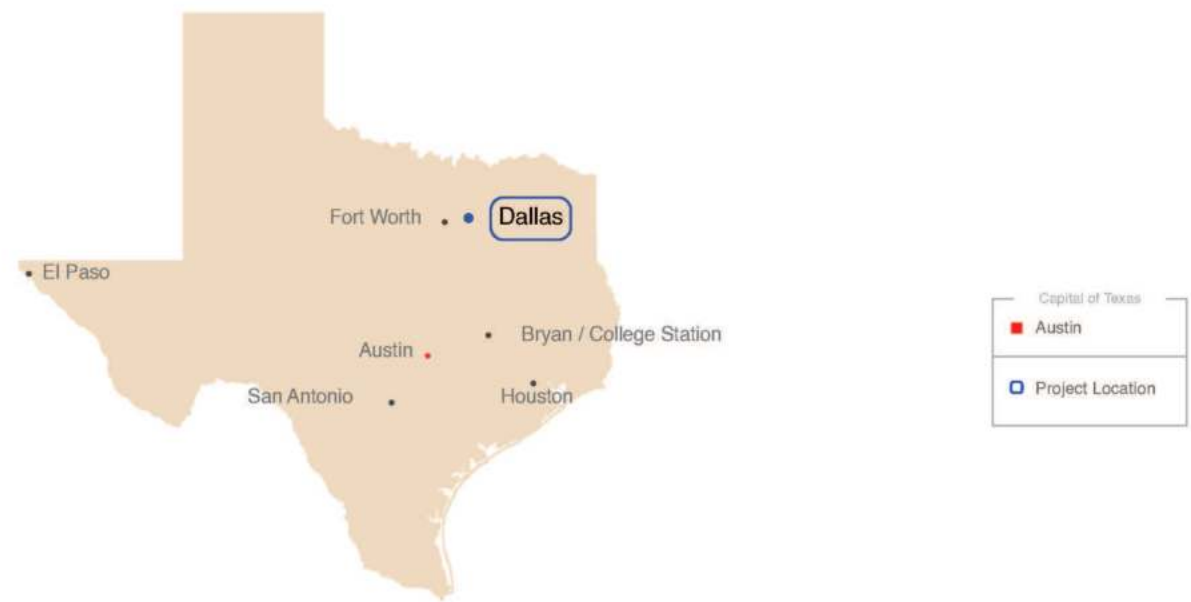 Fort Worth
Dallas
El Paso
Bryan / College Station
Austin
San Antonio
Houston
Capital of Texas
Austin
Project Location